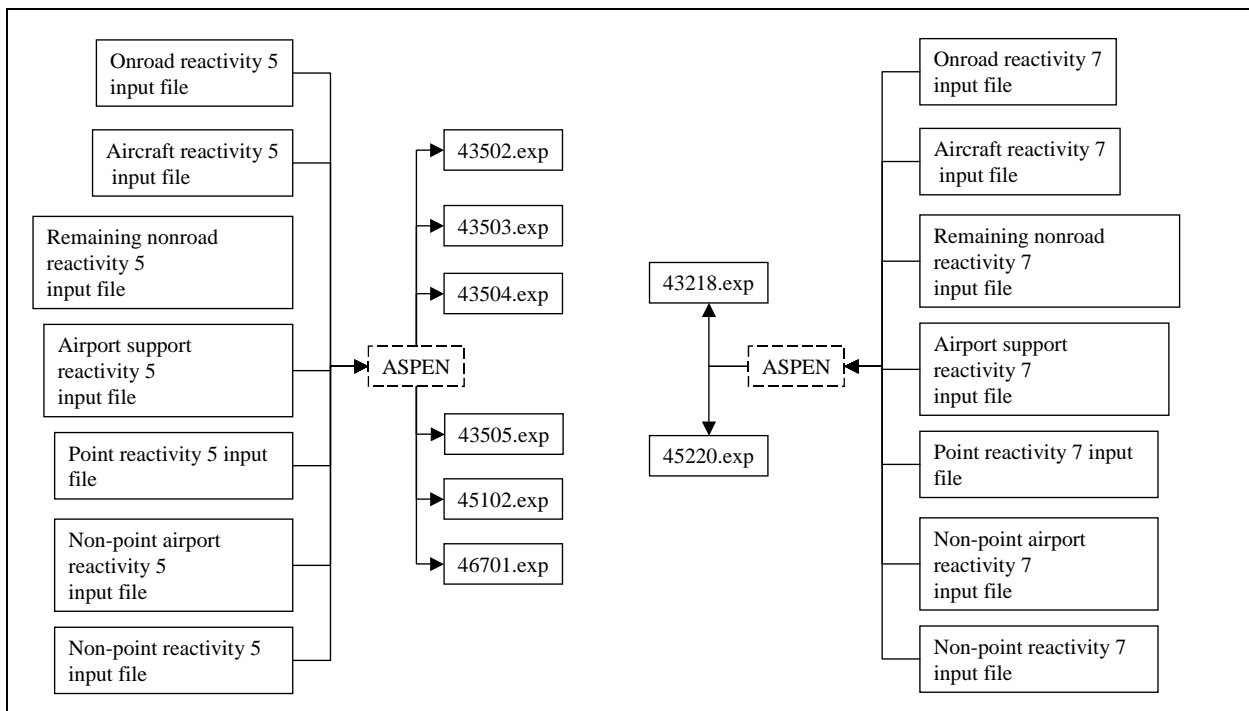 Onroad reactivity 5
input file
Aircraft reactivity 5
input file
Remaining nonroad
reactivity 5
input file
Airport support
reactivity 5
input file
Point reactivity 5 input
file
Non-point airport
reactivity 5
input file
Non-point reactivity 5
input file
ASPEN
43502.exp
43503.exp
43504.exp
43505.exp
45102.exp
46701.exp
43218.exp
45220.exp
ASPEN
Onroad reactivity 7
input file
Aircraft reactivity 7
input file
Remaining nonroad
reactivity 7
input file
Airport support
reactivity 7
input file
Point reactivity 7 input
file
Non-point airport
reactivity 7
input file
Non-point reactivity 7
input file